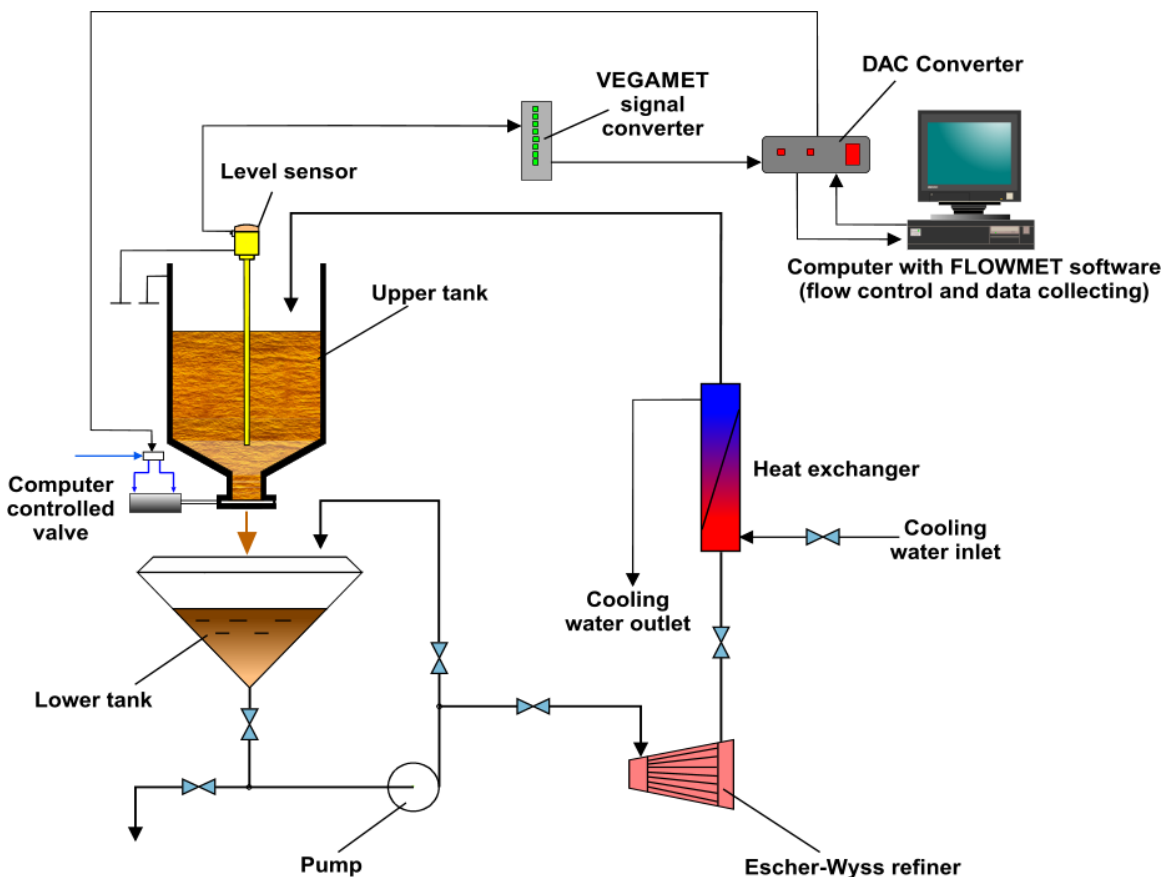 DAC Converter
VEGAMET
signal
converter
Level sensor
Computer with FLOWMET software
(flow control and data collecting)
Upper tank
Heat exchanger
Computer
controlled
valve
Cooling
water inlet
Cooling
water outlet
Lower tank
Pump
Escher-Wyss refiner